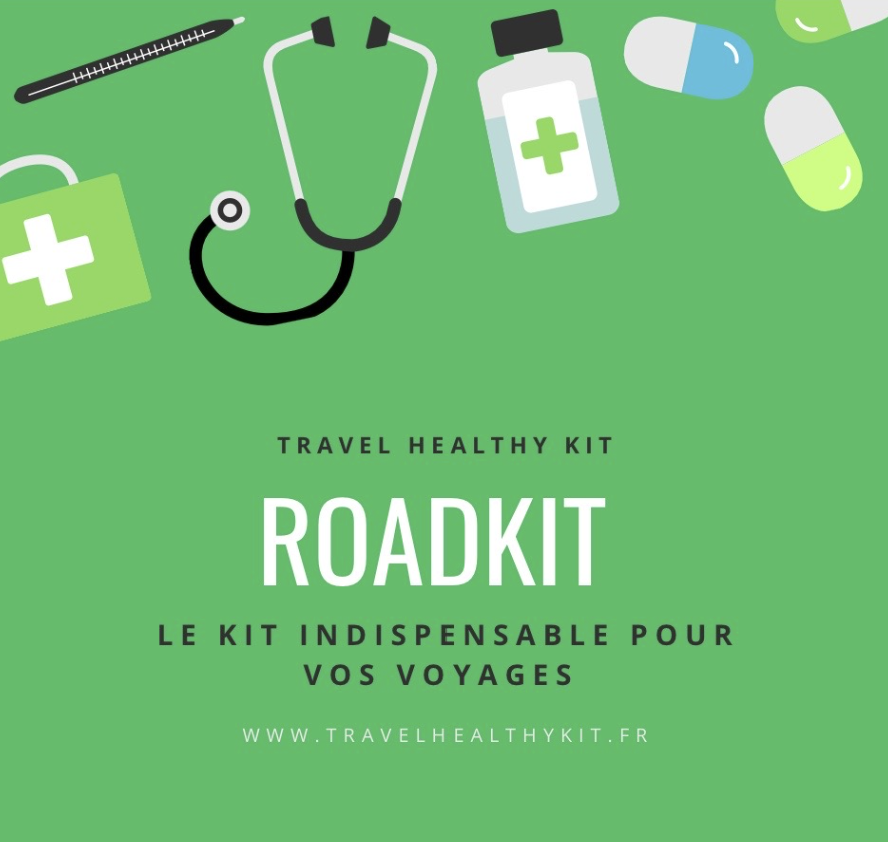 TRAVEL HEALTHY KIT
ROADKIT
LE KIT INDISPENSABLE POUR
VOS VOYAGES
WWW.TRAVELHEALTHYKIT.FR